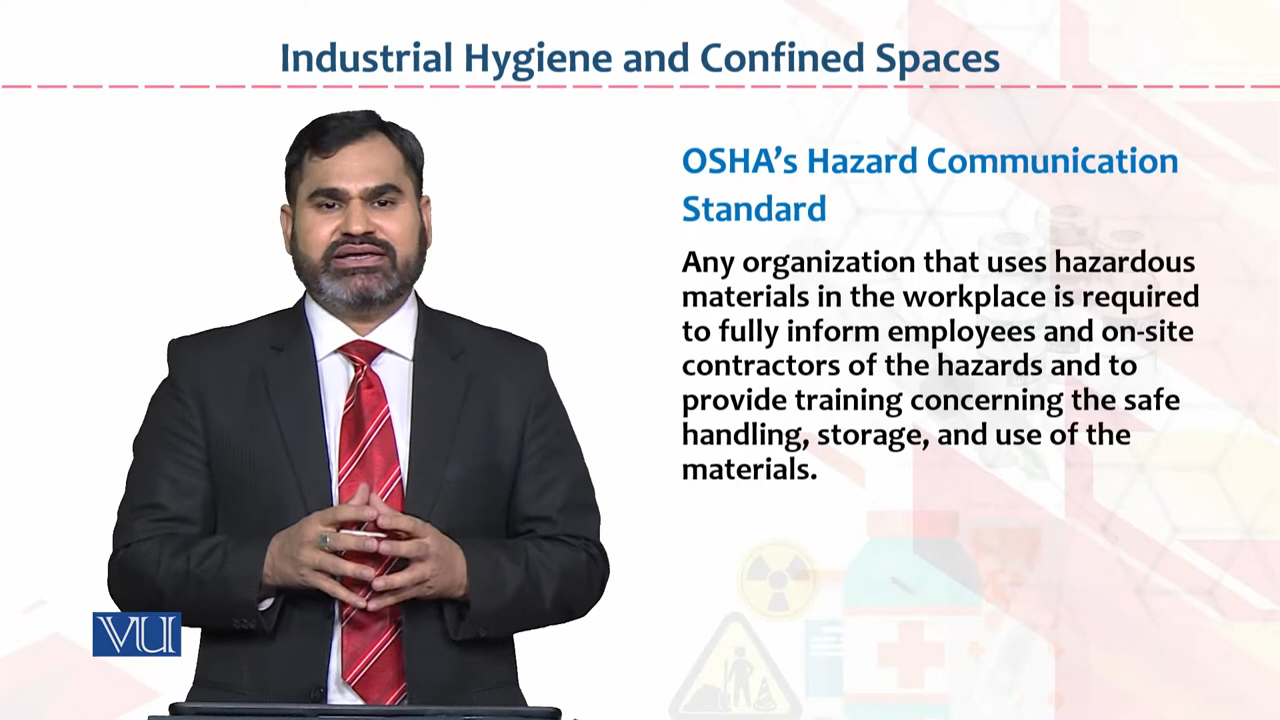 Industrial Hygiene and Confined Spaces
OSHA’s Hazard Communication
Standard
Any organization that uses hazardous
materials in the workplace is required
to fully inform employees and on-site
contractors of the hazards and to
provide training concerning the safe
handling, storage, and use of the
materials.
VU